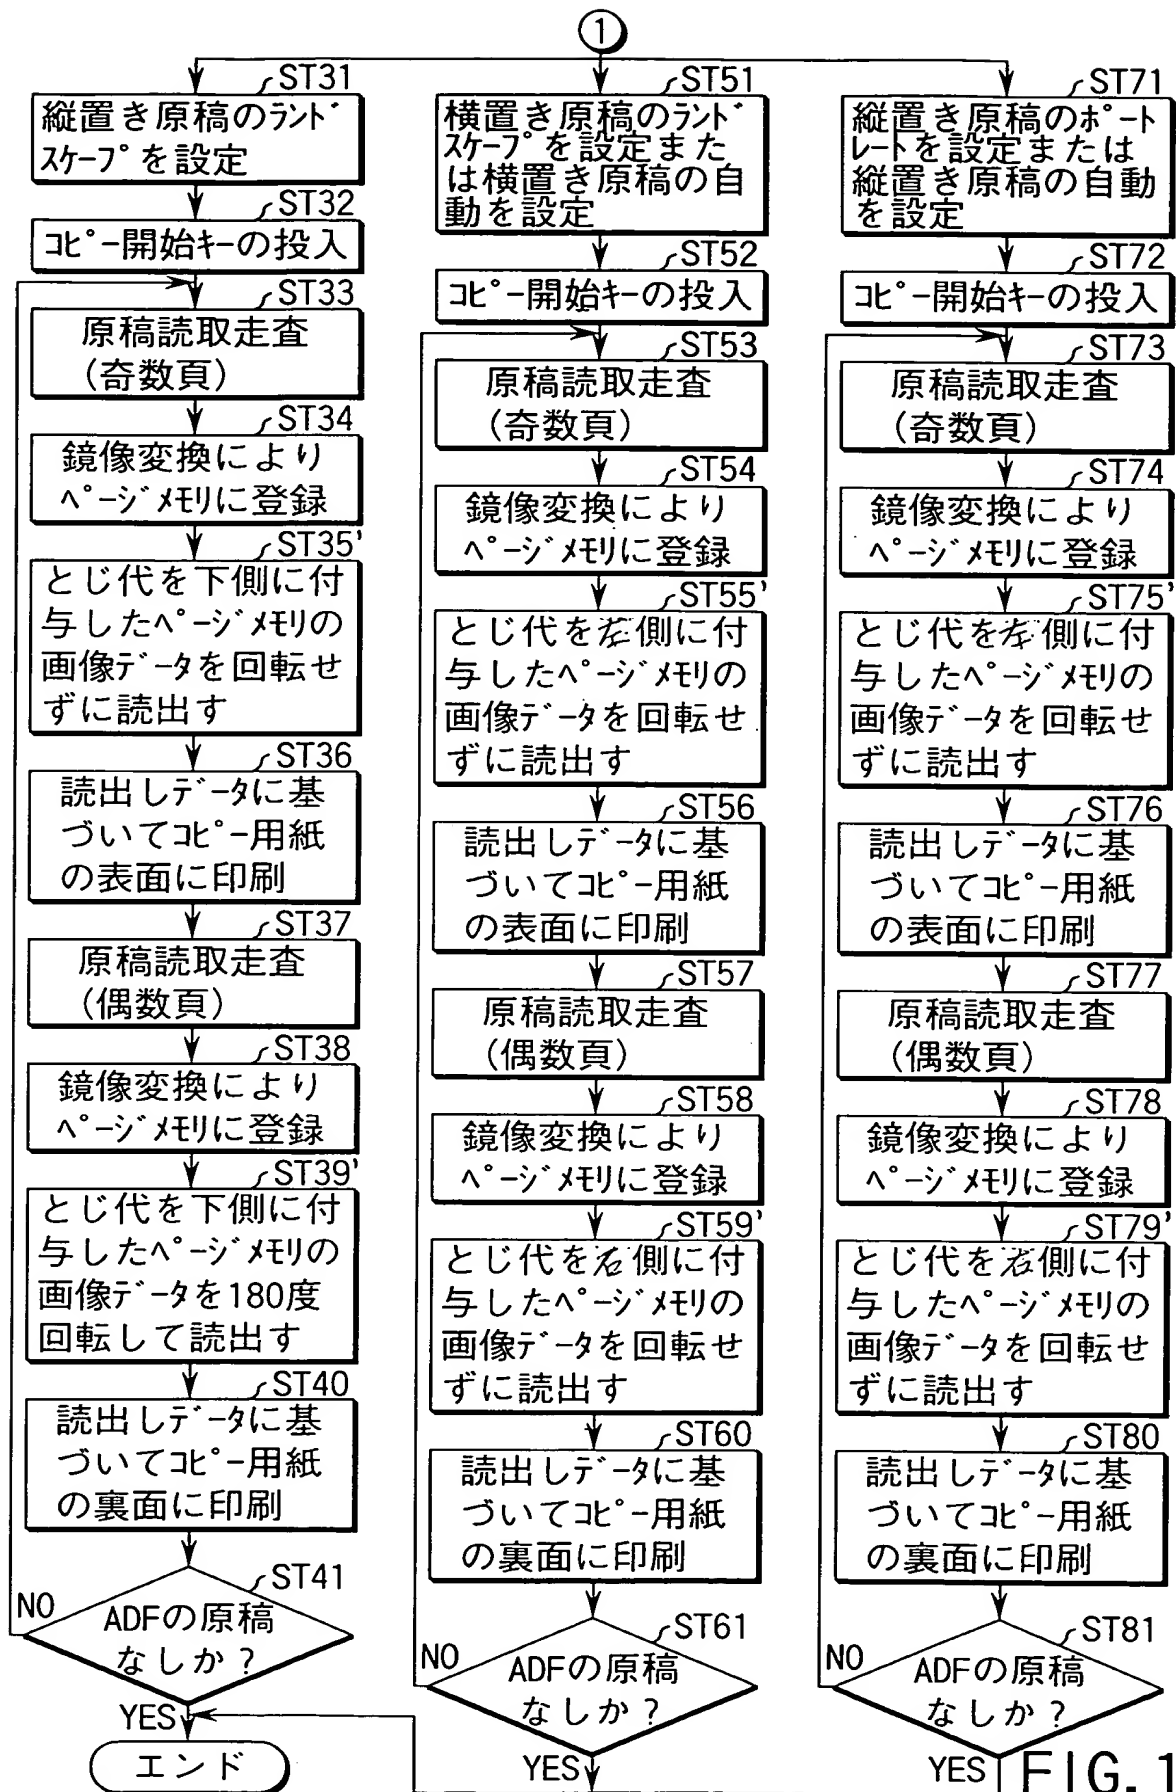 1
ST31
縦置き原稿のランド
スケープを設定
ST32
コピー開始キーの投入
ST33
原稿読取走査
(奇数頁)
ST34
鏡像変換により
ページメモリに登録
ST35'
とじ代を下側に付
与したページメモリの
画像データを回転せ
ずに読出す
ST36
読出しデータに基
づいてコピー用紙
の表面に印刷
ST37
原稿読取走査
(偶数頁)
ST38
鏡像変換により
ページメモリに登録
ST39'
とじ代を下側に付
与したページメモリの
画像データを180度
回転して読出す
ST40
読出しデータに基
づいてコピー用紙
の裏面に印刷
ST41
ADFの原稿
なしか?
NO
YES
エンド
ST51
横置き原稿のランド
スケープを設定また
は横置き原稿の自
動を設定
ST52
コピー開始キーの投入
ST53
原稿読取走査
(奇数頁)
ST54
鏡像変換により
ページメモリに登録
ST55'
とじ代を左側に付
与したページメモリの
画像データを回転せ
ずに読出す
ST56
読出しデータに基
づいてコピー用紙
の表面に印刷
ST57
原稿読取走査
(偶数頁)
ST58
鏡像変換により
ページメモリに登録
ST59'
とじ代を右側に付
与したページメモリの
画像データを回転せ
ずに読出す
ST60
読出しデータに基
づいてコピー用紙
の裏面に印刷
ST61
ADFの原稿
なしか?
NO
YES
ST71
縦置き原稿のポート
レートを設定または
縦置き原稿の自動
を設定
ST72
コピー開始キーの投入
ST73
原稿読取走査
(奇数頁)
ST74
鏡像変換により
ページメモリに登録
ST75'
とじ代を左側に付
与したページメモリの
画像データを回転せ
ずに読出す
ST76
読出しデータに基
づいてコピー用紙
の表面に印刷
ST77
原稿読取走査
(偶数頁)
ST78
鏡像変換により
ページメモリに登録
ST79'
とじ代を右側に付
与したページメモリの
画像データを回転せ
ずに読出す
ST80
読出しデータに基
づいてコピー用紙
の裏面に印刷
ST81
ADFの原稿
なしか?
NO
YES
FIG. 1